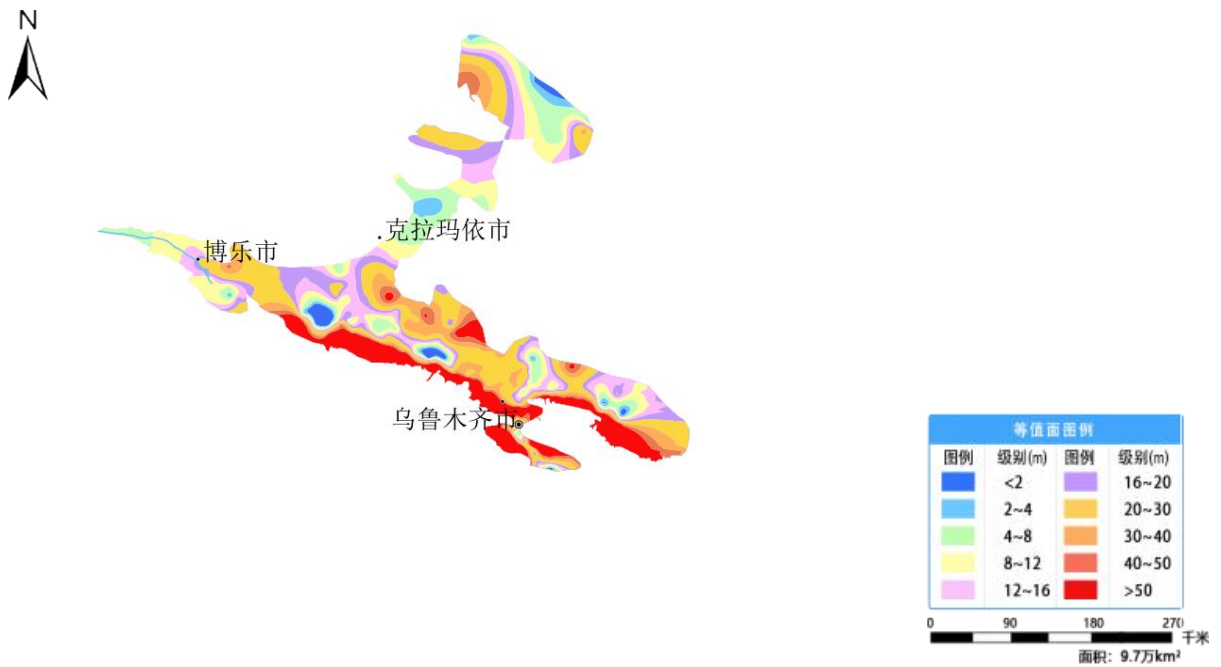 N
克拉玛依市
博乐市
乌鲁木齐市
等值面图例
图例 级别(m) 图例 级别(m)
<2 16~20
2~4 20~30
4~8 30~40
8~12 40~50
12~16 >50
0 90 180 270
千米
面积: 9.7万km²